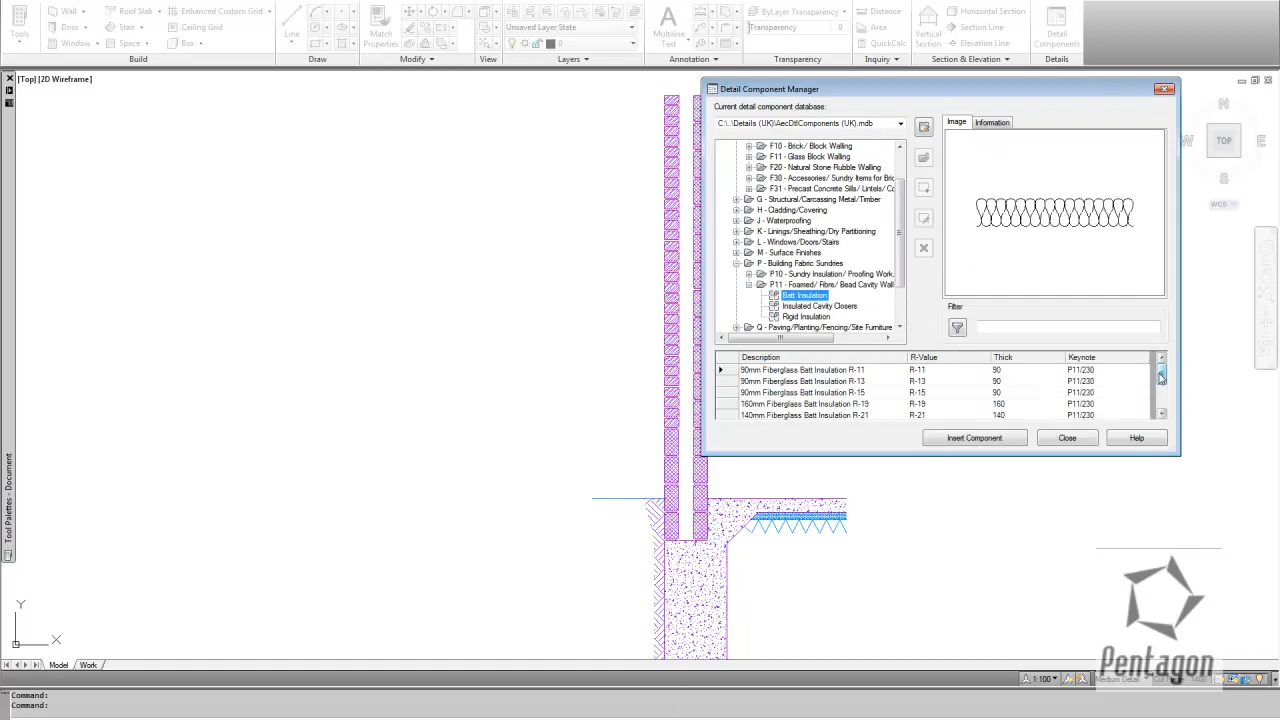 Wall
Roof Slab
Enhanced Custom Grid
Unsaved Layer State
ByLayer Transparency
Distance
Horizontal Section
Tools
Door
Stair
Ceiling Grid
Line
Match
Properties
0
Multiline
Text
Transparency
0
Area
Vertical
Section
Section Line
Detail
Components
Window
Space
Box
QuickCalc
Elevation Line
Build
Draw
Modify
View
Layers
Annotation
Transparency
Inquiry
Section & Elevation
Details
[Top] [2D Wireframe]
Detail Component Manager
Current detail component database:
C:\...\Details (UK)\AecDtlComponents (UK).mdb
Image
Information
F10 - Brick/ Block Walling
F11 - Glass Block Walling
F20 - Natural Stone Rubble Walling
F30 - Accessories/ Sundry Items for Bric
F31 - Precast Concrete Sills/ Lintels/ Co
G - Structural/Carcassing Metal/Timber
H - Cladding/Covering
J - Waterproofing
K - Linings/Sheathing/Dry Partitioning
L - Windows/Doors/Stairs
M - Surface Finishes
P - Building Fabric Sundries
P10 - Sundry Insulation/ Proofing Work.
P11 - Foamed/ Fibre/ Bead Cavity Wall
Batt Insulation
Insulated Cavity Closers
Rigid Insulation
Q - Paving/Planting/Fencing/Site Furniture
Filter
Description R-Value Thick Keynote
90mm Fiberglass Batt Insulation R-11 R-11 90 P11/230
90mm Fiberglass Batt Insulation R-13 R-13 90 P11/230
90mm Fiberglass Batt Insulation R-15 R-15 90 P11/230
160mm Fiberglass Batt Insulation R-19 R-19 160 P11/230
140mm Fiberglass Batt Insulation R-21 R-21 140 P11/230
Insert Component
Close
Help
N
W
TOP
E
S
WCS
Tool Palettes - Document
Y
X
Pentagon
Model
Work
1:100
Medium Detail
Command:
Command: